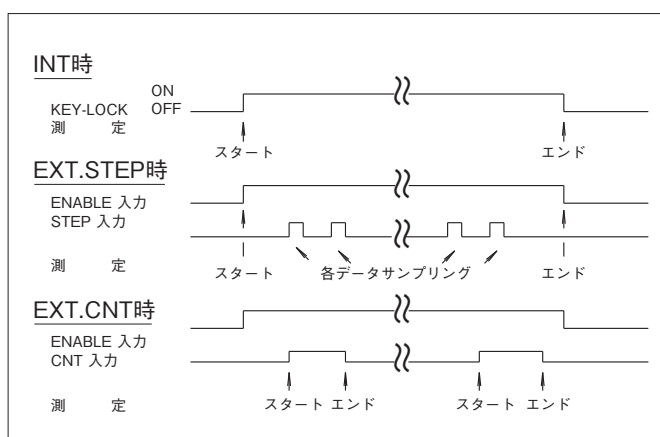 INT時
ON
KEY-LOCK OFF
測 定
スタート エンド
EXT.STEP時
ENABLE 入力
STEP 入力
測 定 スタート 各データサンプリング エンド
EXT.CNT時
ENABLE 入力
CNT 入力
測 定 スタート エンド スタート エンド